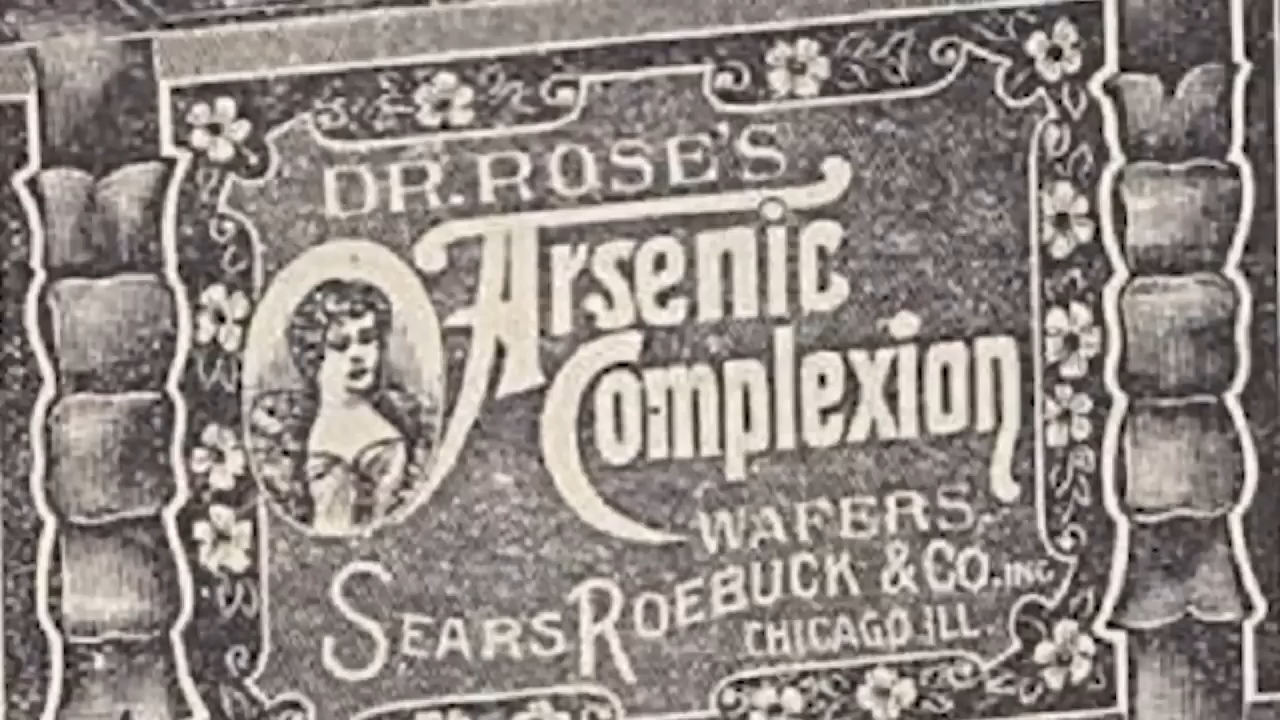 DR. ROSE'S
Arsenic
Complexion
WAFERS.
SEARS ROEBUCK & CO. INC
CHICAGO. ILL.